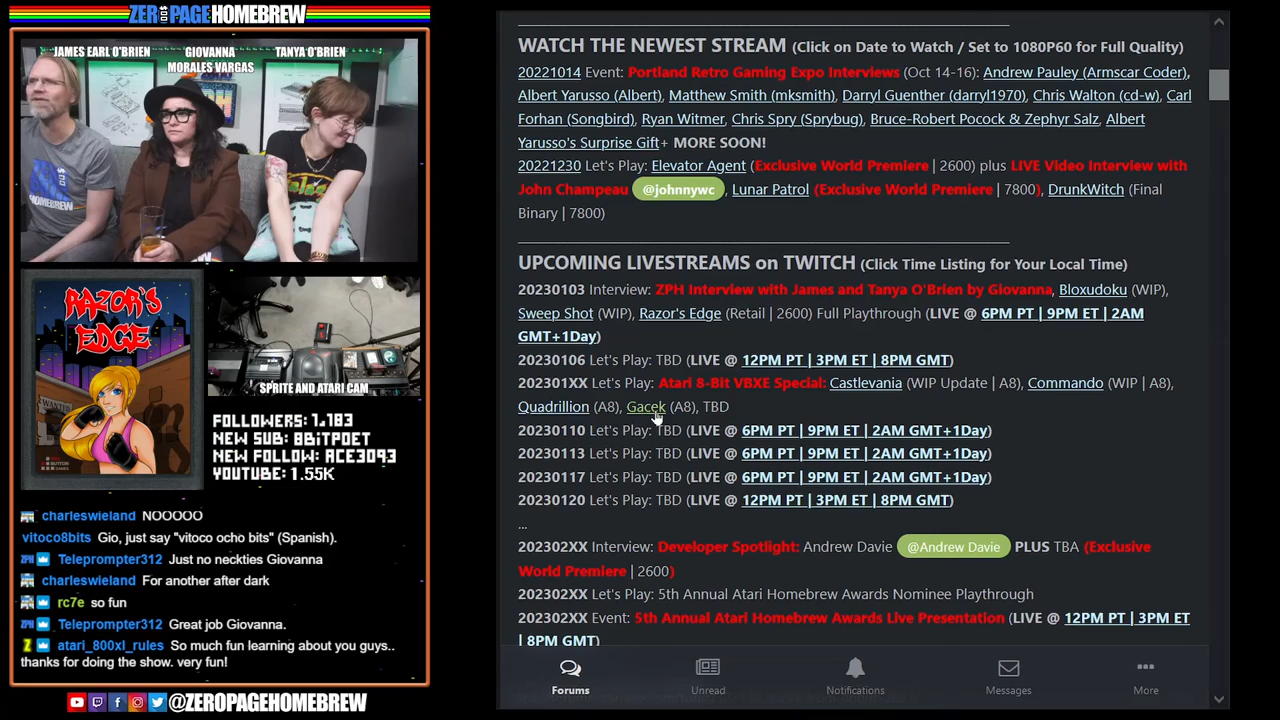 ZEROPAGEHOMEBREW
JAMES EARL O'BRIEN
GIOVANNA
MORALES VARGAS
TANYA O'BRIEN
HOMEBREW
RAZOR'S
EDGE
SPRITE AND ATARI CAM
FOLLOWERS: 1,183
NEW SUB: 8BITPOET
NEW FOLLOW: ACE3093
YOUTUBE: 1.55K
charleswieland NOOOOO
vitoco8bits Gio, just say "vitoco ocho bits" (Spanish).
ZPH Teleprompter312 Just no neckties Giovanna
charleswieland For another after dark
rc7e so fun
ZPH Teleprompter312 Great job Giovanna.
Z atari_800xl_rules So much fun learning about you guys..
thanks for doing the show. very fun!
@ZEROPAGEHOMEBREW
WATCH THE NEWEST STREAM (Click on Date to Watch / Set to 1080P60 for Full Quality)
20221014 Event: Portland Retro Gaming Expo Interviews (Oct 14-16): Andrew Pauley (Armscar Coder),
Albert Yarusso (Albert), Matthew Smith (mksmith), Darryl Guenther (darryl1970), Chris Walton (cd-w), Carl
Forhan (Songbird), Ryan Witmer, Chris Spry (Sprybug), Bruce-Robert Pocock & Zephyr Salz, Albert
Yarusso's Surprise Gift+ MORE SOON!
20221230 Let's Play: Elevator Agent (Exclusive World Premiere | 2600) plus LIVE Video Interview with
John Champeau @johnnywc, Lunar Patrol (Exclusive World Premiere | 7800), DrunkWitch (Final
Binary | 7800)
UPCOMING LIVESTREAMS on TWITCH (Click Time Listing for Your Local Time)
20230103 Interview: ZPH Interview with James and Tanya O'Brien by Giovanna, Bloxudoku (WIP),
Sweep Shot (WIP), Razor's Edge (Retail | 2600) Full Playthrough (LIVE @ 6PM PT | 9PM ET | 2AM
GMT+1Day)
20230106 Let's Play: TBD (LIVE @ 12PM PT | 3PM ET | 8PM GMT)
202301XX Let's Play: Atari 8-Bit VBXE Special: Castlevania (WIP Update | A8), Commando (WIP | A8),
Quadrillion (A8), Gacek (A8), TBD
20230110 Let's Play: TBD (LIVE @ 6PM PT | 9PM ET | 2AM GMT+1Day)
20230113 Let's Play: TBD (LIVE @ 6PM PT | 9PM ET | 2AM GMT+1Day)
20230117 Let's Play: TBD (LIVE @ 6PM PT | 9PM ET | 2AM GMT+1Day)
20230120 Let's Play: TBD (LIVE @ 12PM PT | 3PM ET | 8PM GMT)
...
202302XX Interview: Developer Spotlight: Andrew Davie @Andrew Davie PLUS TBA (Exclusive
World Premiere | 2600)
202302XX Let's Play: 5th Annual Atari Homebrew Awards Nominee Playthrough
202302XX Event: 5th Annual Atari Homebrew Awards Live Presentation (LIVE @ 12PM PT | 3PM ET
| 8PM GMT)
Forums
Unread
Notifications
Messages
More